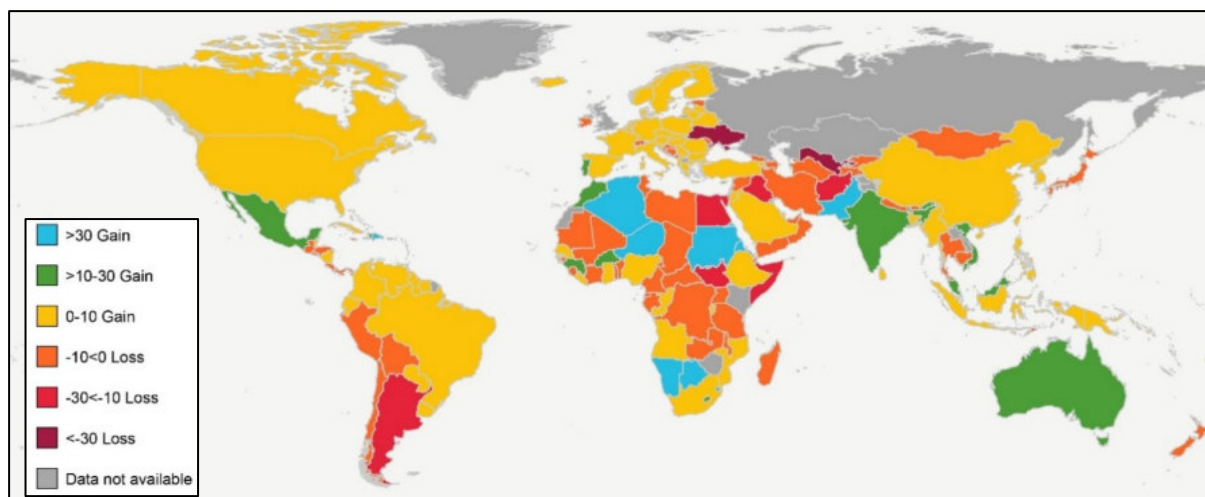 >30 Gain
>10-30 Gain
0-10 Gain
-10<0 Loss
-30<-10 Loss
<-30 Loss
Data not available